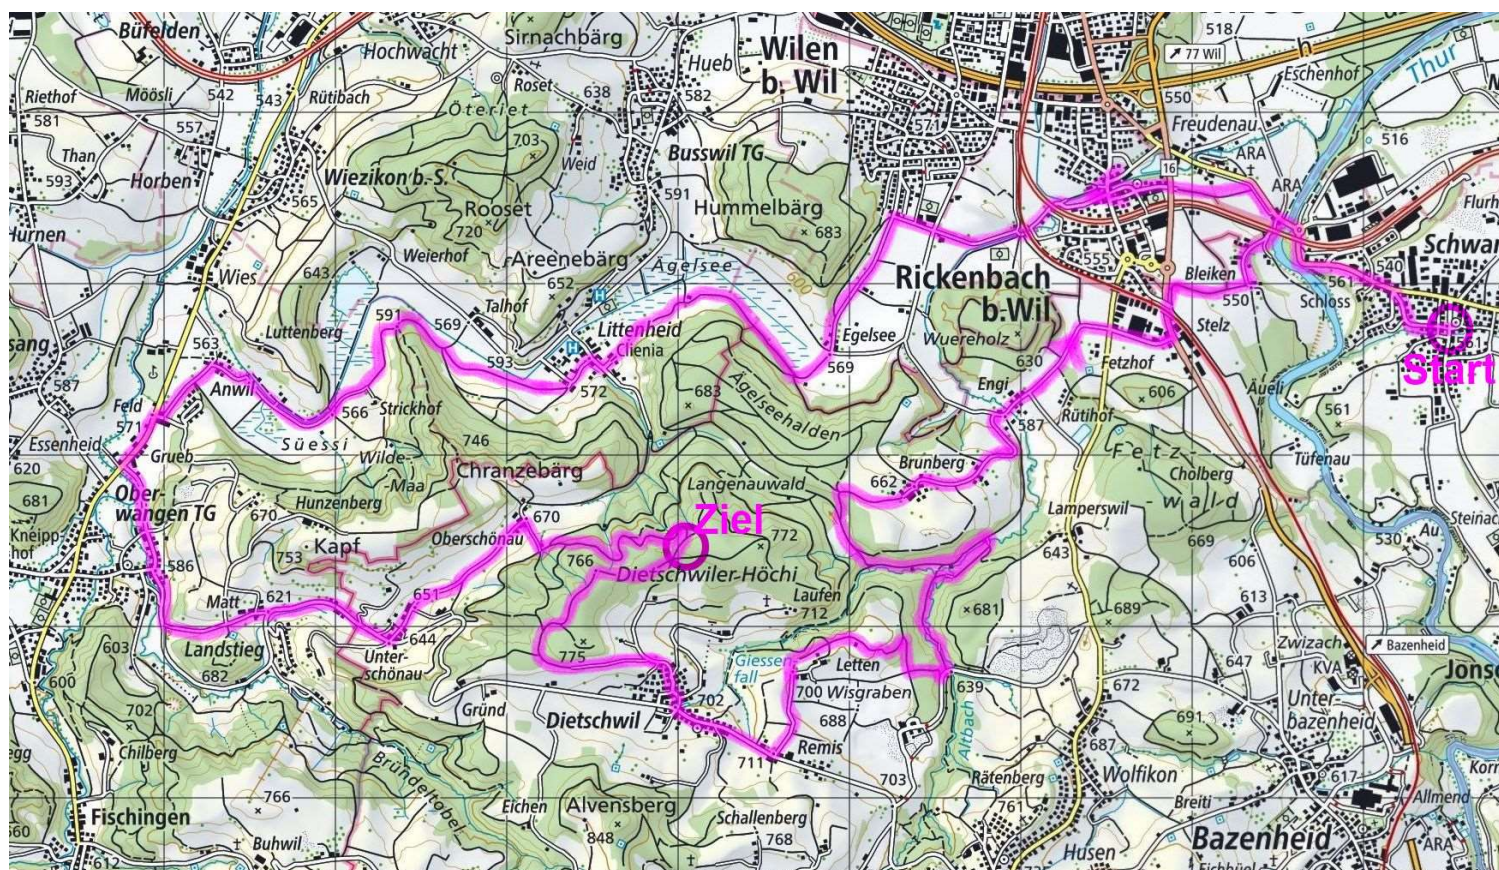 Büfelden
Hochwacht
Sirnachbärg
Hueb
Wilen
b. Wil
518
77 Wil
Eschenhof
Thur
Riethof
581
Möösli
542
543
Rütibach
Roset
638
582
550
557
Öteriet
703
571
Freudenau
516
Than
593
Horben
Wiezikon b.-S.
Weid
Busswil TG
ARA
16
565
591
ARA
Rooset
720
Hummelbärg
683
Flurh
Hurnen
Weierhof
Areenebärg
Ägelsee
Schwar
Wies
643
652
600
Rickenbach
b. Wil
555
Bleiken
540
561
550
Schloss
Talhof
Luttenberg
591
569
Littenheid
Clienia
Egelsee
Wuereholz
Stelz
561
Start
sang
563
593
630
587
Anwil
572
569
Fetzhof
Äueli
Feld
571
566
Strickhof
683
Engi
606
561
Essenheid
Süessi
746
Ägelseehalden
587
Rütihof
620
Grueb
Wilde-
Maa
Chranzebärg
Brunberg
Fetz-
wald
Cholberg
Tüfenau
681
Ober-
wangen TG
682
Hunzenberg
Langenauwald
662
670
670
Ziel
Lamperswil
Steinac
Kneipp-
hof
Kapf
753
Oberschönau
772
643
669
Au
530
586
766
Dietschwiler Höchi
606
Matt
621
651
Laufen
712
681
689
613
603
644
Zwizach
Bazenheid
Landstieg
Unter-
schönau
775
Giessen-
fall
Letten
647
KVA
Jonsc
682
700
Wisgraben
639
600
702
Gründ
Dietschwil
702
688
672
Unter-
bazenheid
691
Chilberg
711
Remis
Altbach
687
703
Rätenberg
Wolfikon
617
Bründeltobel
766
Eichen
Alvensberg
761
Breiti
Allmend
Fischingen
Schallenberg
848
768
Bazenheid
612
Buhwil
Husen
ARA